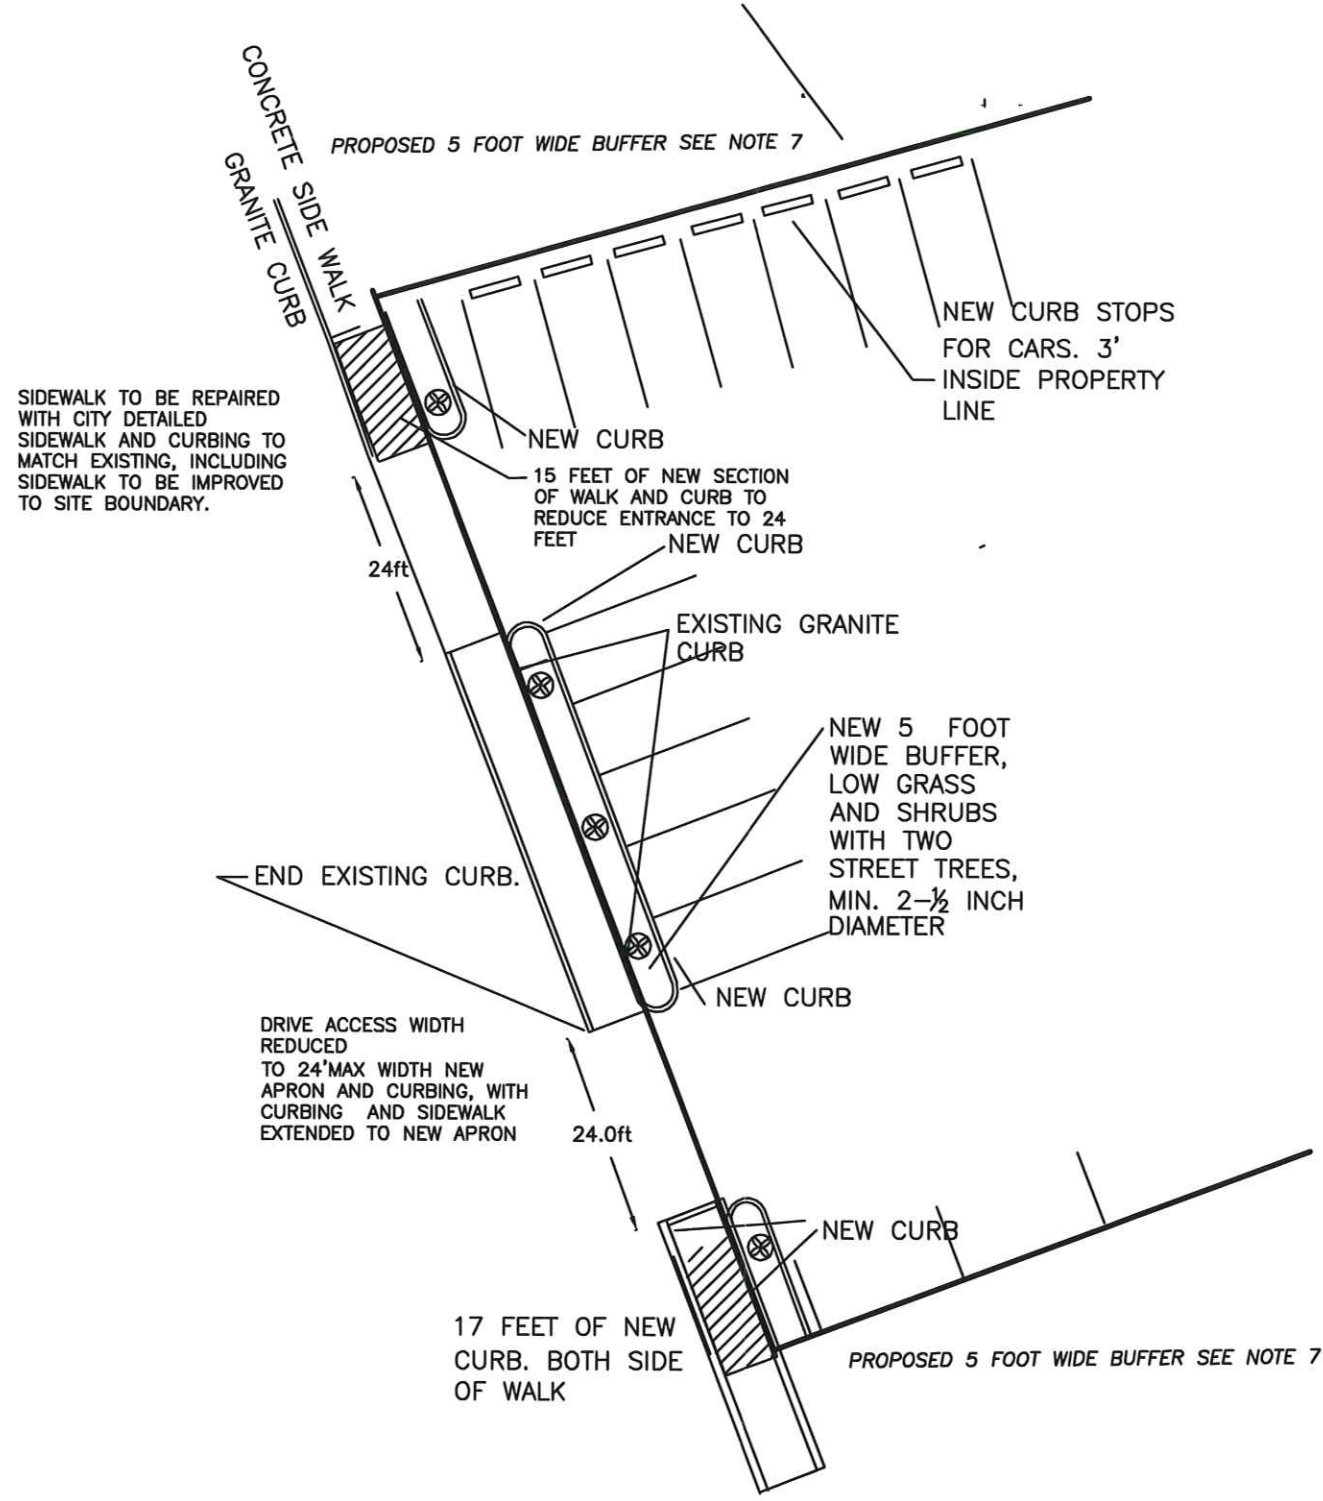 CONCRETE SIDE WALK
GRANITE CURB
PROPOSED 5 FOOT WIDE BUFFER SEE NOTE 7
NEW CURB STOPS
FOR CARS. 3'
INSIDE PROPERTY
LINE
SIDEWALK TO BE REPAIRED
WITH CITY DETAILED
SIDEWALK AND CURBING TO
MATCH EXISTING, INCLUDING
SIDEWALK TO BE IMPROVED
TO SITE BOUNDARY.
NEW CURB
15 FEET OF NEW SECTION
OF WALK AND CURB TO
REDUCE ENTRANCE TO 24
FEET
NEW CURB
24ft
EXISTING GRANITE
CURB
NEW 5 FOOT
WIDE BUFFER,
LOW GRASS
AND SHRUBS
WITH TWO
STREET TREES,
MIN. 2-½ INCH
DIAMETER
END EXISTING CURB.
NEW CURB
DRIVE ACCESS WIDTH
REDUCED
TO 24'MAX WIDTH NEW
APRON AND CURBING, WITH
CURBING AND SIDEWALK
EXTENDED TO NEW APRON
24.0ft
NEW CURB
17 FEET OF NEW
CURB. BOTH SIDE
OF WALK
PROPOSED 5 FOOT WIDE BUFFER SEE NOTE 7